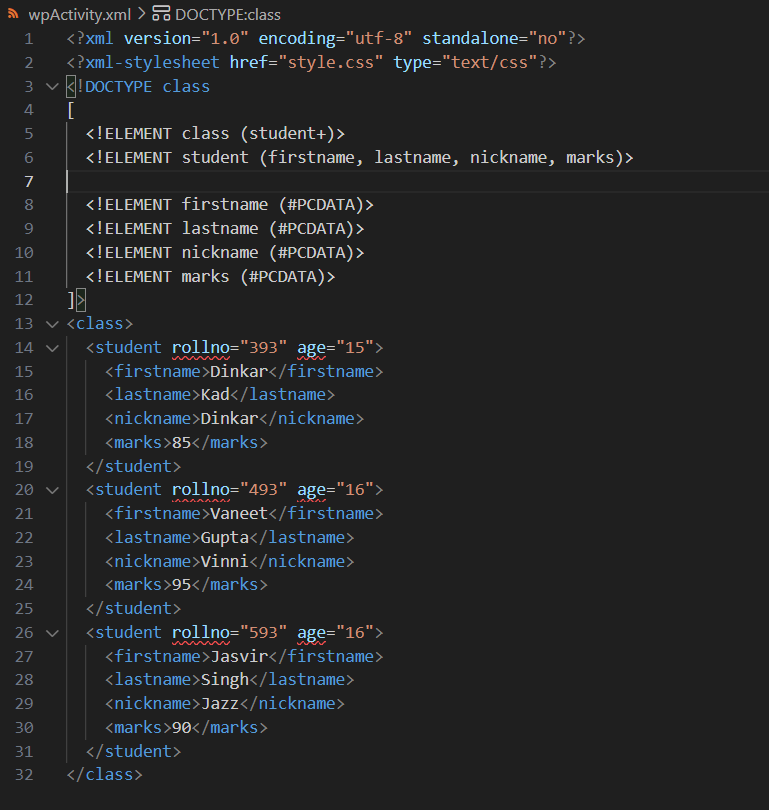 wpActivity.xml > DOCTYPE:class
1 <?xml version="1.0" encoding="utf-8" standalone="no"?>
2 <?xml-stylesheet href="style.css" type="text/css"?>
3 <!DOCTYPE class
4 [
5 <!ELEMENT class (student+)>
6 <!ELEMENT student (firstname, lastname, nickname, marks)>
7
8 <!ELEMENT firstname (#PCDATA)>
9 <!ELEMENT lastname (#PCDATA)>
10 <!ELEMENT nickname (#PCDATA)>
11 <!ELEMENT marks (#PCDATA)>
12 ]>
13 <class>
14 <student rollno="393" age="15">
15 <firstname>Dinkar</firstname>
16 <lastname>Kad</lastname>
17 <nickname>Dinkar</nickname>
18 <marks>85</marks>
19 </student>
20 <student rollno="493" age="16">
21 <firstname>Vaneet</firstname>
22 <lastname>Gupta</lastname>
23 <nickname>Vinni</nickname>
24 <marks>95</marks>
25 </student>
26 <student rollno="593" age="16">
27 <firstname>Jasvir</firstname>
28 <lastname>Singh</lastname>
29 <nickname>Jazz</nickname>
30 <marks>90</marks>
31 </student>
32 </class>